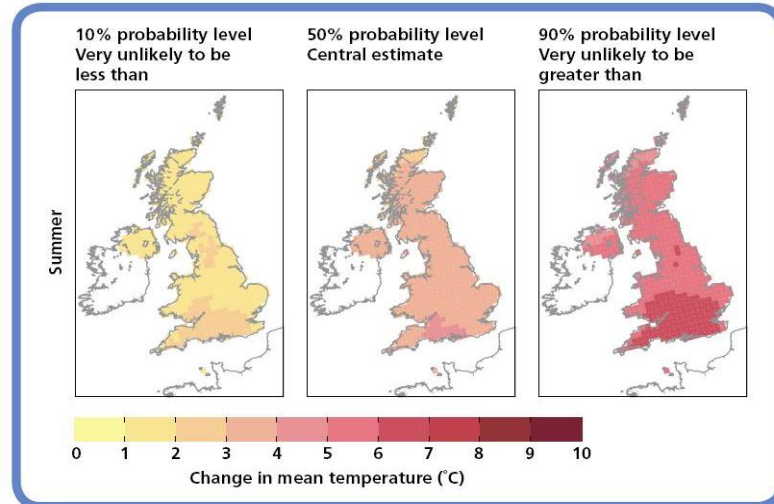 10% probability level
Very unlikely to be
less than
50% probability level
Central estimate
90% probability level
Very unlikely to be
greater than
Summer
0 1 2 3 4 5 6 7 8 9 10
Change in mean temperature (˚C)